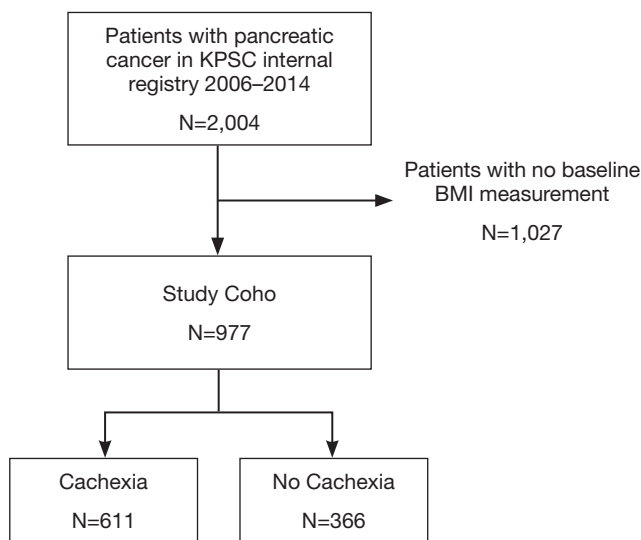 Patients with pancreatic
cancer in KPSC internal
registry 2006–2014
N=2,004
Patients with no baseline
BMI measurement
N=1,027
Study Coho
N=977
Cachexia
N=611
No Cachexia
N=366